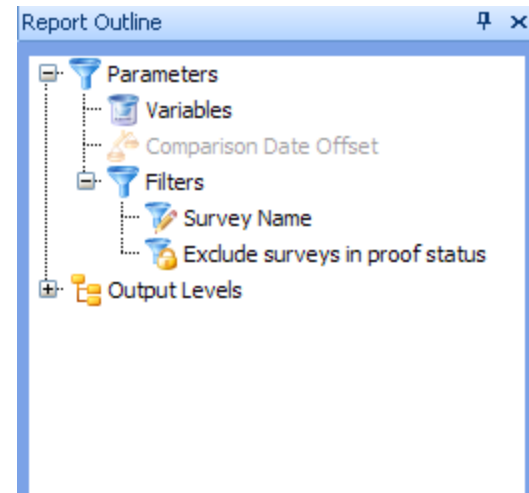 Report Outline
Parameters
Variables
Comparison Date Offset
Filters
Survey Name
Exclude surveys in proof status
Output Levels